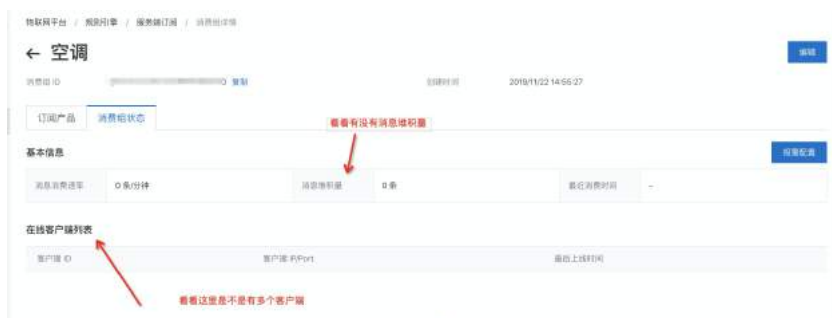 物联网平台 / 规则引擎 / 服务端订阅 / 消费组详情
← 空调
编辑
消费组 ID 复制 创建时间 2019/11/22 14:56:27
订阅产品 消费组状态
看看有没有消息堆积量
基本信息
报警配置
消息消费速率 0 条/分钟 消息堆积量 0 条 最近消费时间 -
在线客户端列表
客户端 ID 客户端 IP/Port 最后上线时间
看看这里是不是有多个客户端